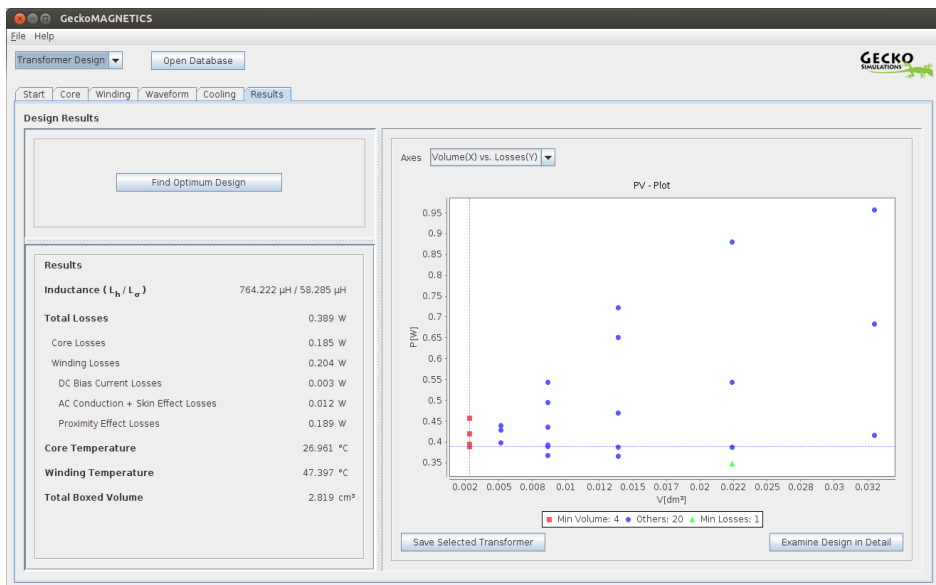 GeckoMAGNETICS
File Help
Transformer Design
Open Database
GECKO
SIMULATIONS
Start Core Winding Waveform Cooling Results
Design Results
Find Optimum Design
Results
Inductance ( Lh / Lσ ) 764.222 μH / 58.285 μH
Total Losses 0.389 W
Core Losses 0.185 W
Winding Losses 0.204 W
DC Bias Current Losses 0.003 W
AC Conduction + Skin Effect Losses 0.012 W
Proximity Effect Losses 0.189 W
Core Temperature 26.961 °C
Winding Temperature 47.397 °C
Total Boxed Volume 2.819 cm³
Axes Volume(X) vs. Losses(Y)
PV - Plot
P[W]
0.95
0.9
0.85
0.8
0.75
0.7
0.65
0.6
0.55
0.5
0.45
0.4
0.35
0.002 0.005 0.008 0.01 0.012 0.015 0.017 0.02 0.022 0.025 0.028 0.03 0.032
V[dm³]
Min Volume: 4 Others: 20 Min Losses: 1
Save Selected Transformer
Examine Design in Detail